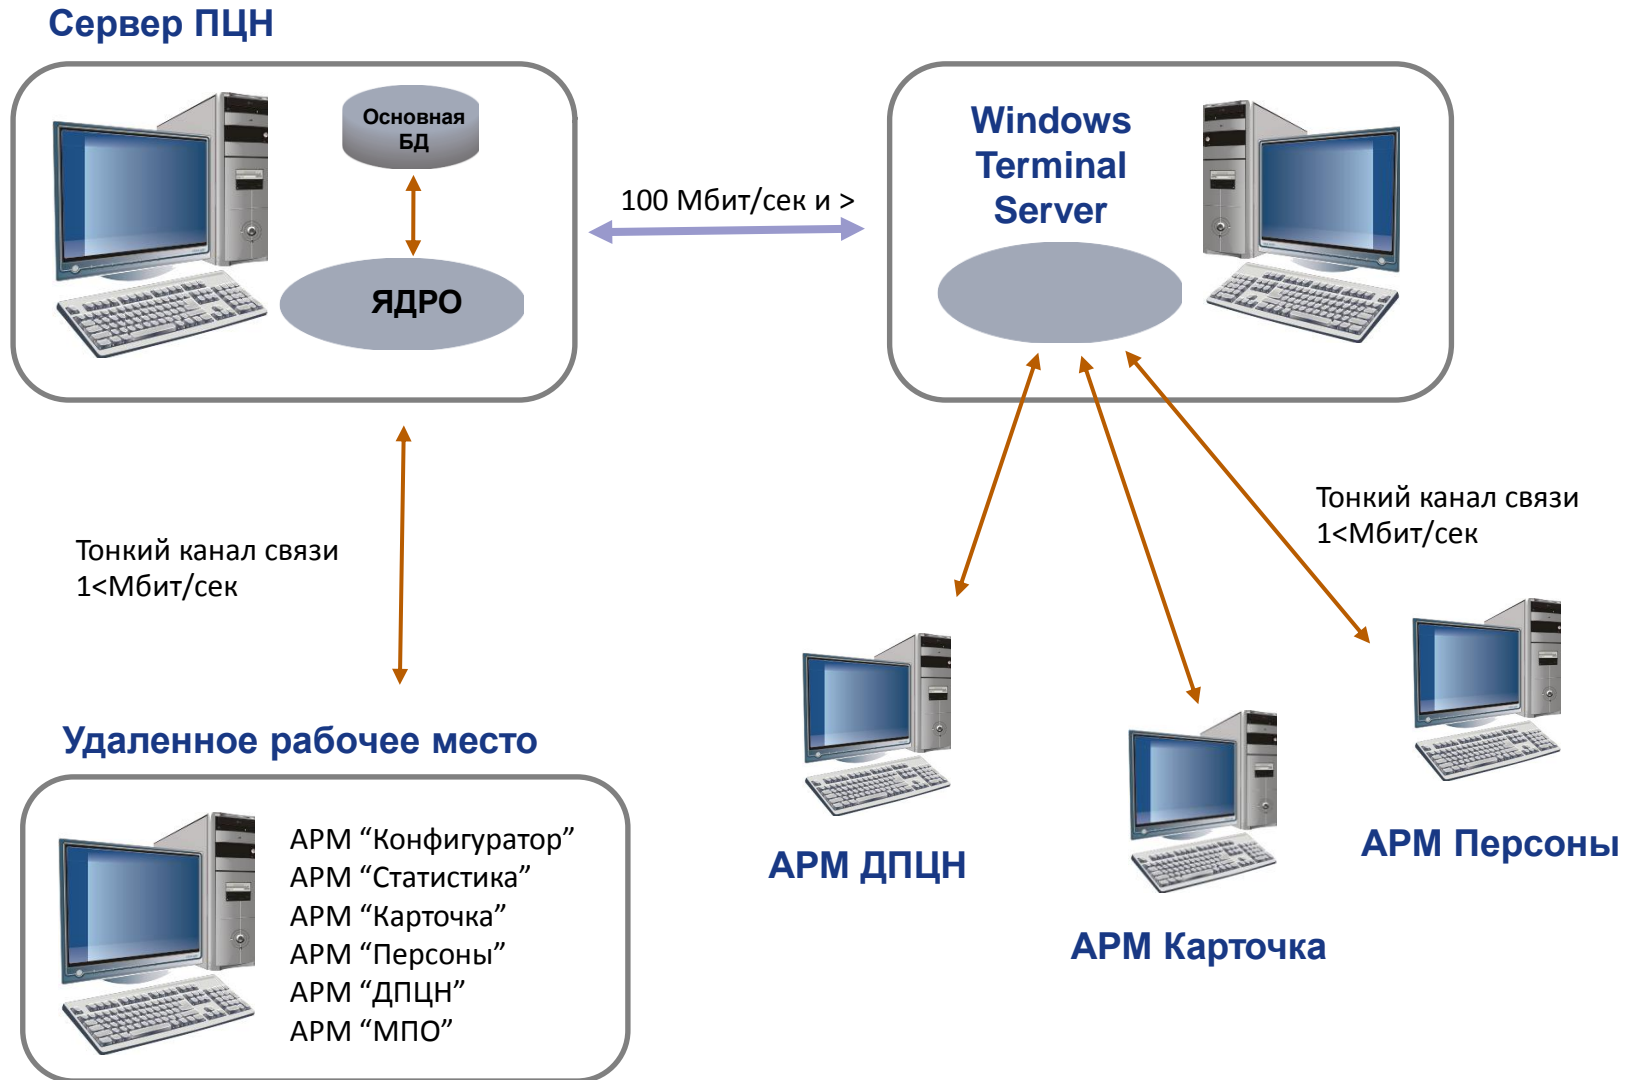 Сервер ПЦН
Основная
БД
ЯДРО
100 Мбит/сек и >
Windows
Terminal
Server
Тонкий канал связи
1<Мбит/сек
Тонкий канал связи
1<Мбит/сек
Удаленное рабочее место
АРМ “Конфигуратор”
АРМ “Статистика”
АРМ “Карточка”
АРМ “Персоны”
АРМ “ДПЦН”
АРМ “МПО”
АРМ ДПЦН
АРМ Карточка
АРМ Персоны